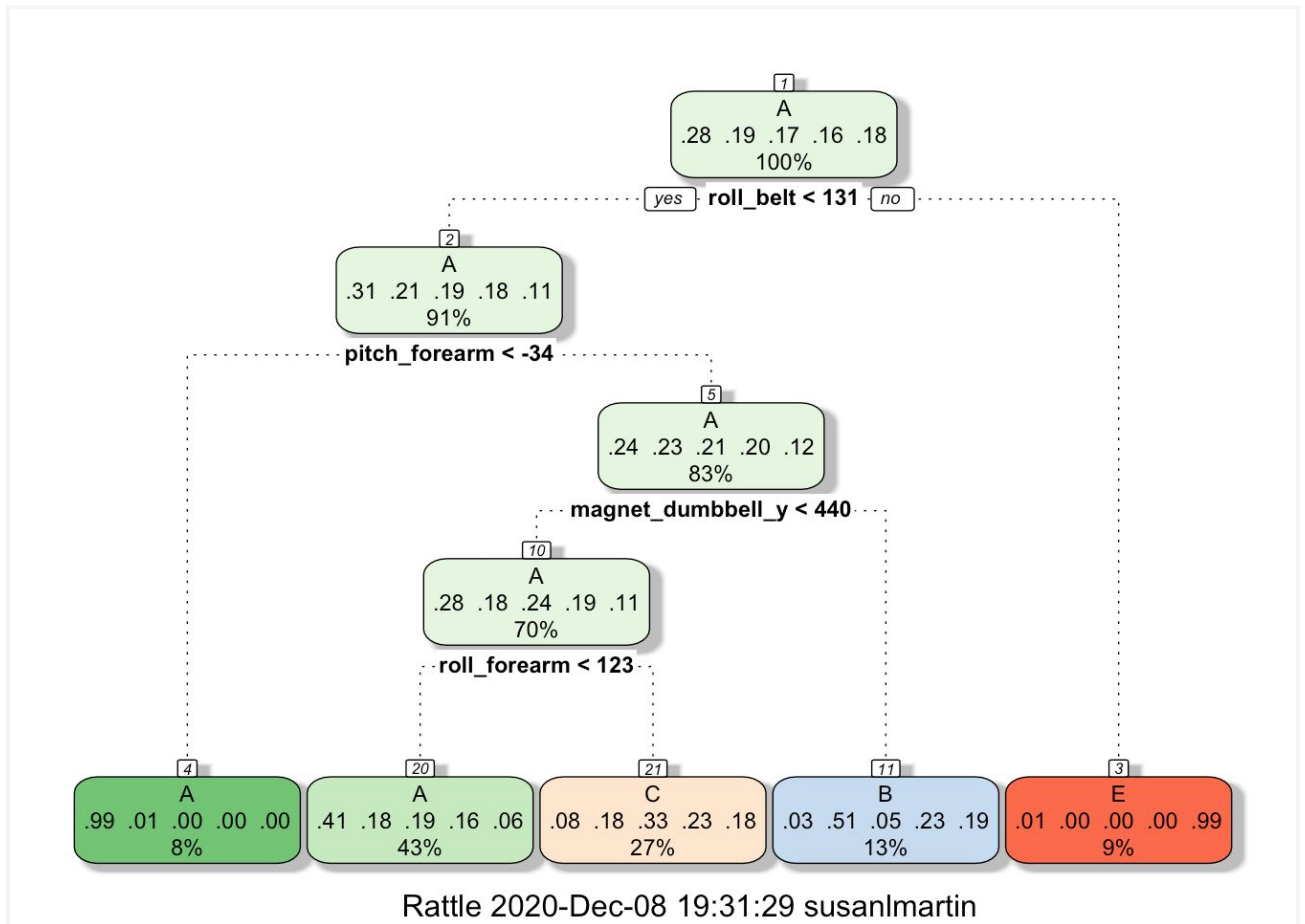 1
A
.28 .19 .17 .16 .18
100%
yes roll_belt < 131 no
2
A
.31 .21 .19 .18 .11
91%
pitch_forearm < -34
5
A
.24 .23 .21 .20 .12
83%
magnet_dumbbell_y < 440
10
A
.28 .18 .24 .19 .11
70%
roll_forearm < 123
4
A
.99 .01 .00 .00 .00
8%
20
A
.41 .18 .19 .16 .06
43%
21
C
.08 .18 .33 .23 .18
27%
11
B
.03 .51 .05 .23 .19
13%
3
E
.01 .00 .00 .00 .99
9%
Rattle 2020-Dec-08 19:31:29 susanlmartin